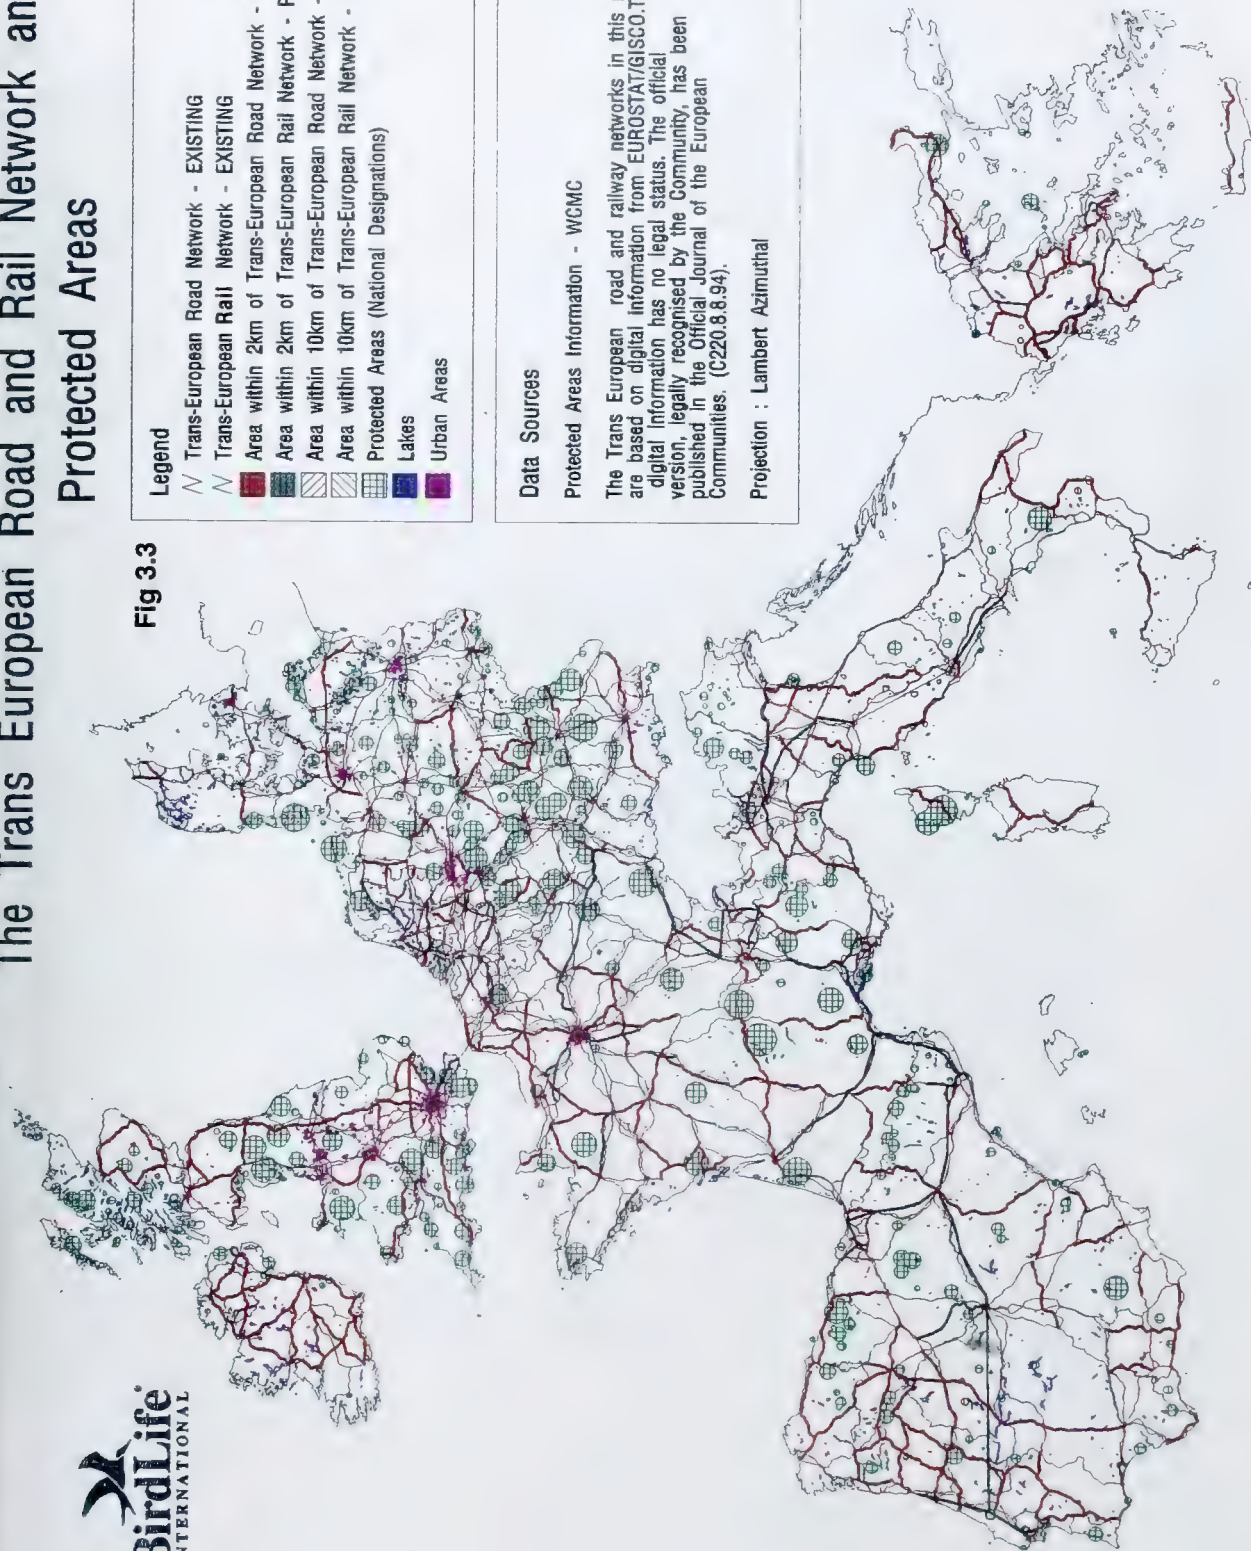 The Trans European Road and Rail Network an
Protected Areas
Fig 3.3
Legend
Trans-European Road Network - EXISTING
Trans-European Rail Network - EXISTING
Area within 2km of Trans-European Road Network -
Area within 2km of Trans-European Rail Network -
Area within 10km of Trans-European Road Network -
Area within 10km of Trans-European Rail Network -
Protected Areas (National Designations)
Lakes
Urban Areas
Data Sources
Protected Areas Information - WCMC
The Trans European road and railway networks in this
are based on digital information from EUROSTAT/GISCO.T
digital information has no legal status. The official
version, legally recognised by the Community, has been
published in the Official Journal of the European
Communities. (C220.8.8.94).
Projection : Lambert Azimuthal
BirdLife
INTERNATIONAL